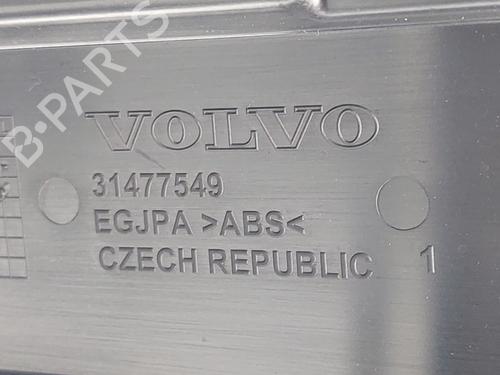 B-PARTS
VOLVO
31477549
EGJPA >ABS<
CZECH REPUBLIC 1